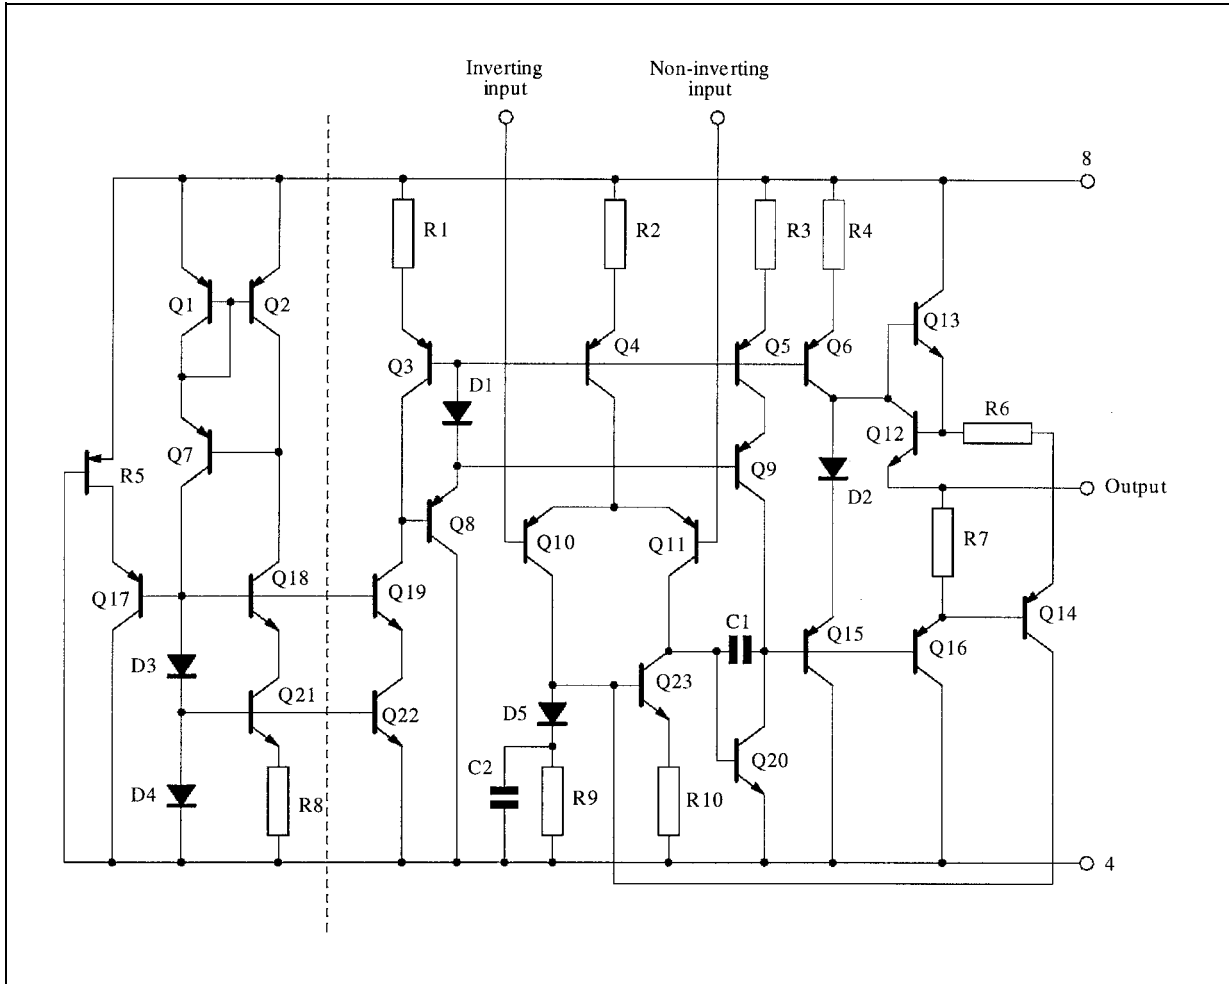 Inverting
input
Non-inverting
input
8
R1
R2
R3
R4
Q1
Q2
Q13
Q3
Q4
Q5
Q6
D1
R6
Q12
Q7
R5
Q9
D2
Output
Q8
Q10
Q11
R7
Q17
Q18
Q19
Q14
C1
Q15
Q16
D3
Q21
Q22
Q23
D5
Q20
C2
D4
R8
R9
R10
4